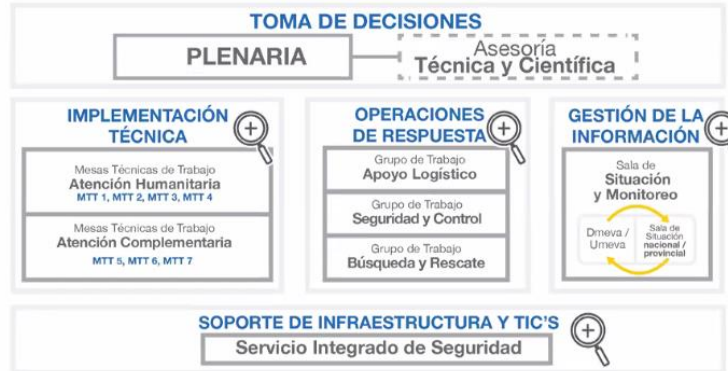 TOMA DE DECISIONES
PLENARIA
Asesoría
Técnica y Científica
IMPLEMENTACIÓN
TÉCNICA
Mesas Técnicas de Trabajo
Atención Humanitaria
MTT 1, MTT 2, MTT 3, MTT 4
Mesas Técnicas de Trabajo
Atención Complementaria
MTT 5, MTT 6, MTT 7
OPERACIONES
DE RESPUESTA
Grupo de Trabajo
Apoyo Logístico
Grupo de Trabajo
Seguridad y Control
Grupo de Trabajo
Búsqueda y Rescate
GESTIÓN DE LA
INFORMACIÓN
Sala de
Situación
y Monitoreo
Dmeva /
Umeva
Sala de
Situación
nacional /
provincial
SOPORTE DE INFRAESTRUCTURA Y TIC'S
Servicio Integrado de Seguridad